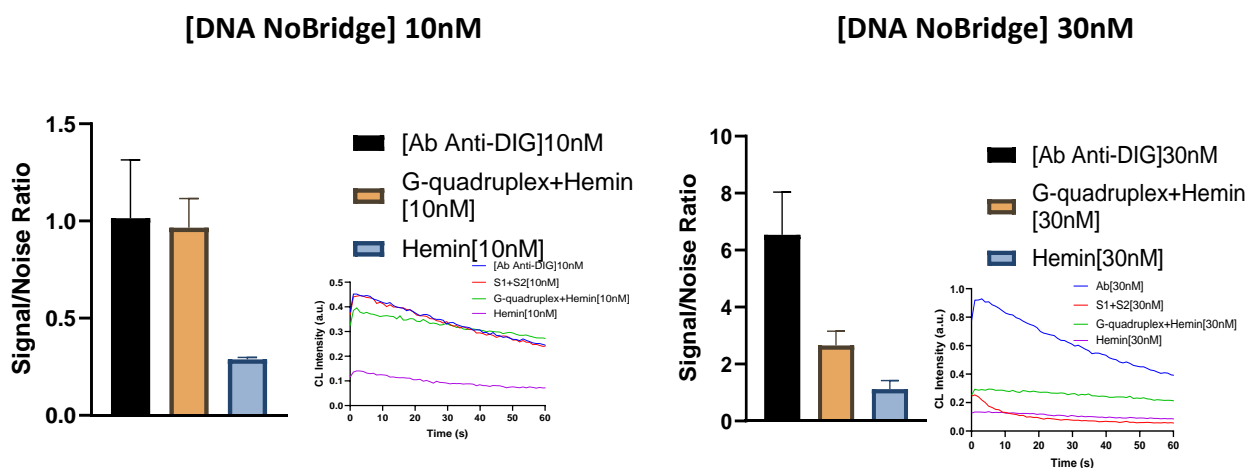 [DNA NoBridge] 10nM
Signal/Noise Ratio
1.5
1.0
0.5
0.0
[Ab Anti-DIG]10nM
G-quadruplex+Hemin
[10nM]
Hemin[10nM]
CL Intensity (a.u.)
0.5
0.4
0.3
0.2
0.1
0.0
[Ab Anti-DIG]10nM
S1+S2[10nM]
G-quadruplex+Hemin[10nM]
Hemin[10nM]
0 10 20 30 40 50 60
Time (s)
[DNA NoBridge] 30nM
Signal/Noise Ratio
10
8
6
4
2
0
[Ab Anti-DIG]30nM
G-quadruplex+Hemin
[30nM]
Hemin[30nM]
CL Intensity (a.u.)
1.0
0.8
0.6
0.4
0.2
0.0
Ab[30nM]
S1+S2[30nM]
G-quadruplex+Hemin[30nM]
Hemin[30nM]
0 10 20 30 40 50 60
Time (s)